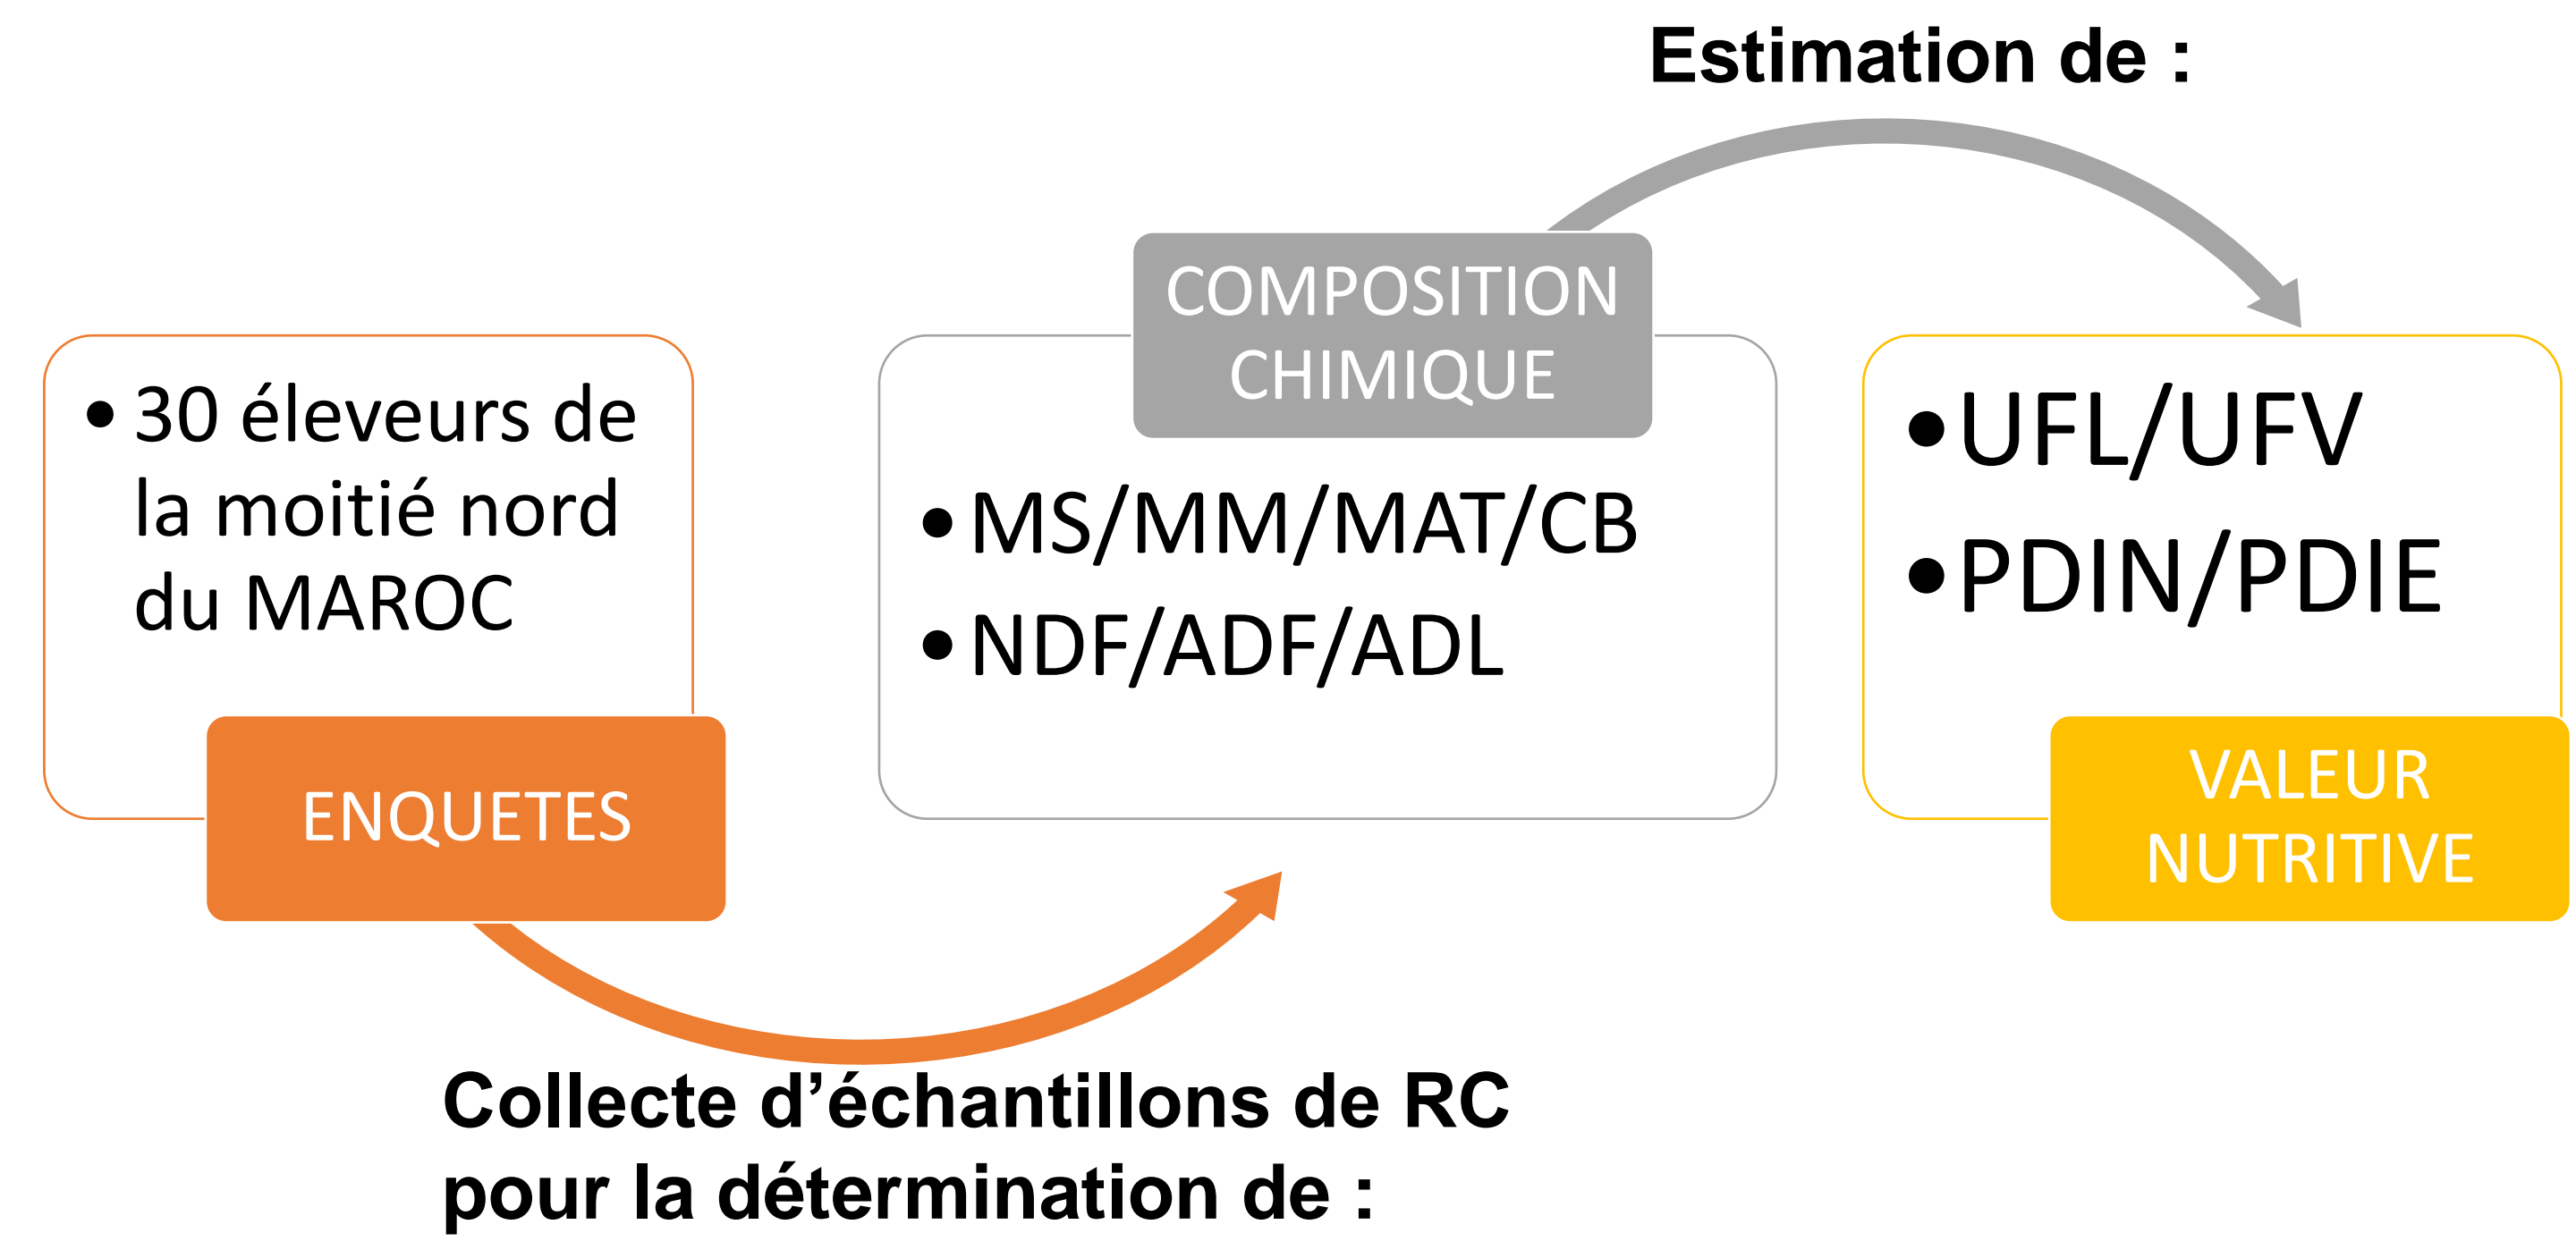 Estimation de :
• 30 éleveurs de
la moitié nord
du MAROC
ENQUETES
Collecte d’échantillons de RC
pour la détermination de :
COMPOSITION
CHIMIQUE
• MS/MM/MAT/CB
• NDF/ADF/ADL
• UFL/UFV
• PDIN/PDIE
VALEUR
NUTRITIVE